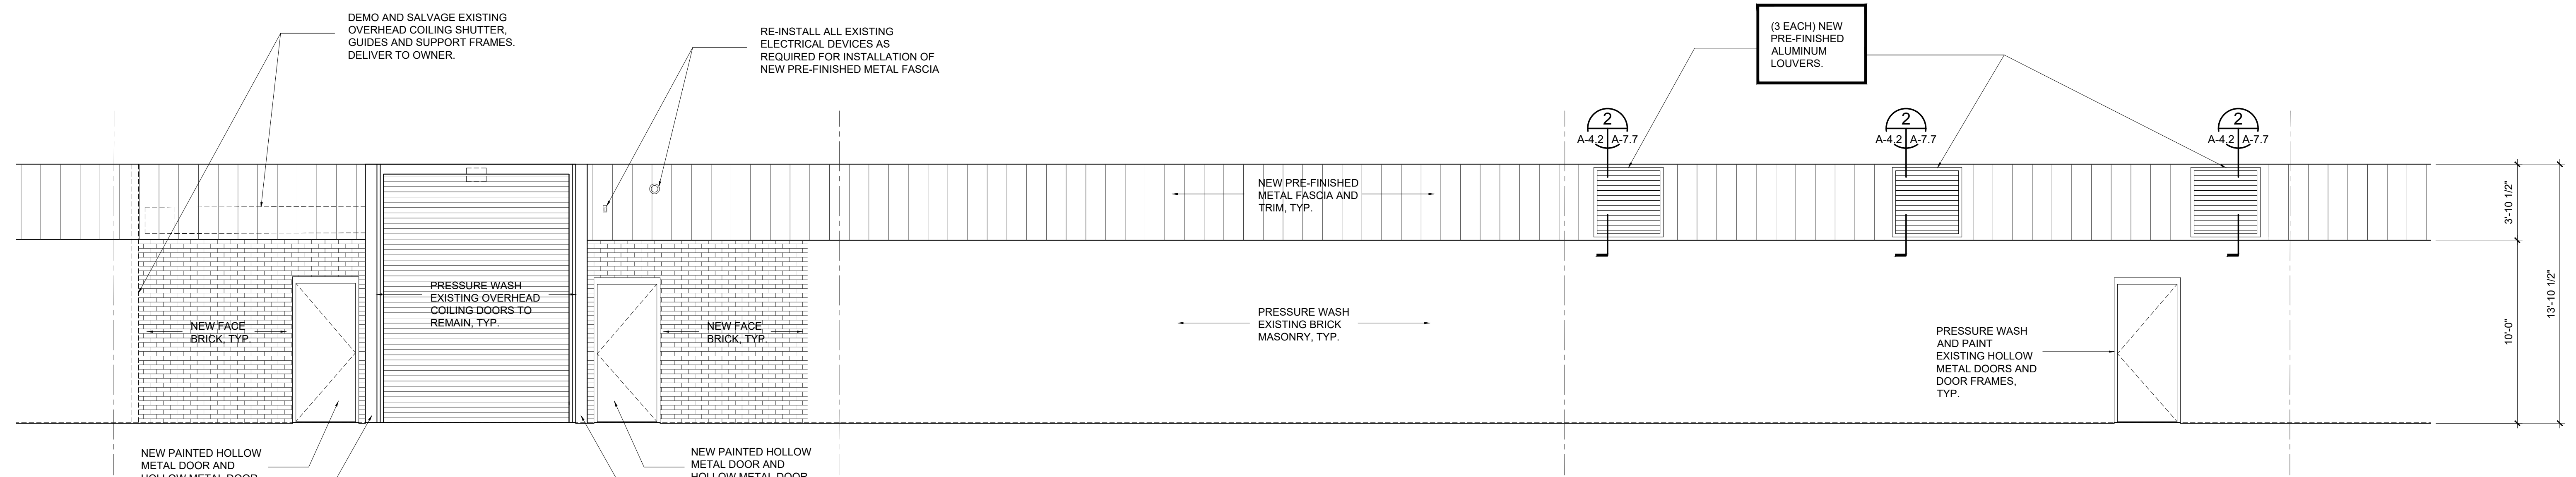 DEMO AND SALVAGE EXISTING
OVERHEAD COILING SHUTTER,
GUIDES AND SUPPORT FRAMES.
DELIVER TO OWNER.
RE-INSTALL ALL EXISTING
ELECTRICAL DEVICES AS
REQUIRED FOR INSTALLATION OF
NEW PRE-FINISHED METAL FASCIA
(3 EACH) NEW
PRE-FINISHED
ALUMINUM
LOUVERS.
2
A-4.2 A-7.7
2
A-4.2 A-7.7
2
A-4.2 A-7.7
NEW PRE-FINISHED
METAL FASCIA AND
TRIM, TYP.
3'-10 1/2"
13'-10 1/2"
10'-0"
PRESSURE WASH
EXISTING OVERHEAD
COILING DOORS TO
REMAIN, TYP.
NEW FACE
BRICK, TYP.
NEW FACE
BRICK, TYP.
PRESSURE WASH
EXISTING BRICK
MASONRY, TYP.
PRESSURE WASH
AND PAINT
EXISTING HOLLOW
METAL DOORS AND
DOOR FRAMES,
TYP.
NEW PAINTED HOLLOW
METAL DOOR AND
HOLLOW METAL DOOR
NEW PAINTED HOLLOW
METAL DOOR AND
HOLLOW METAL DOOR